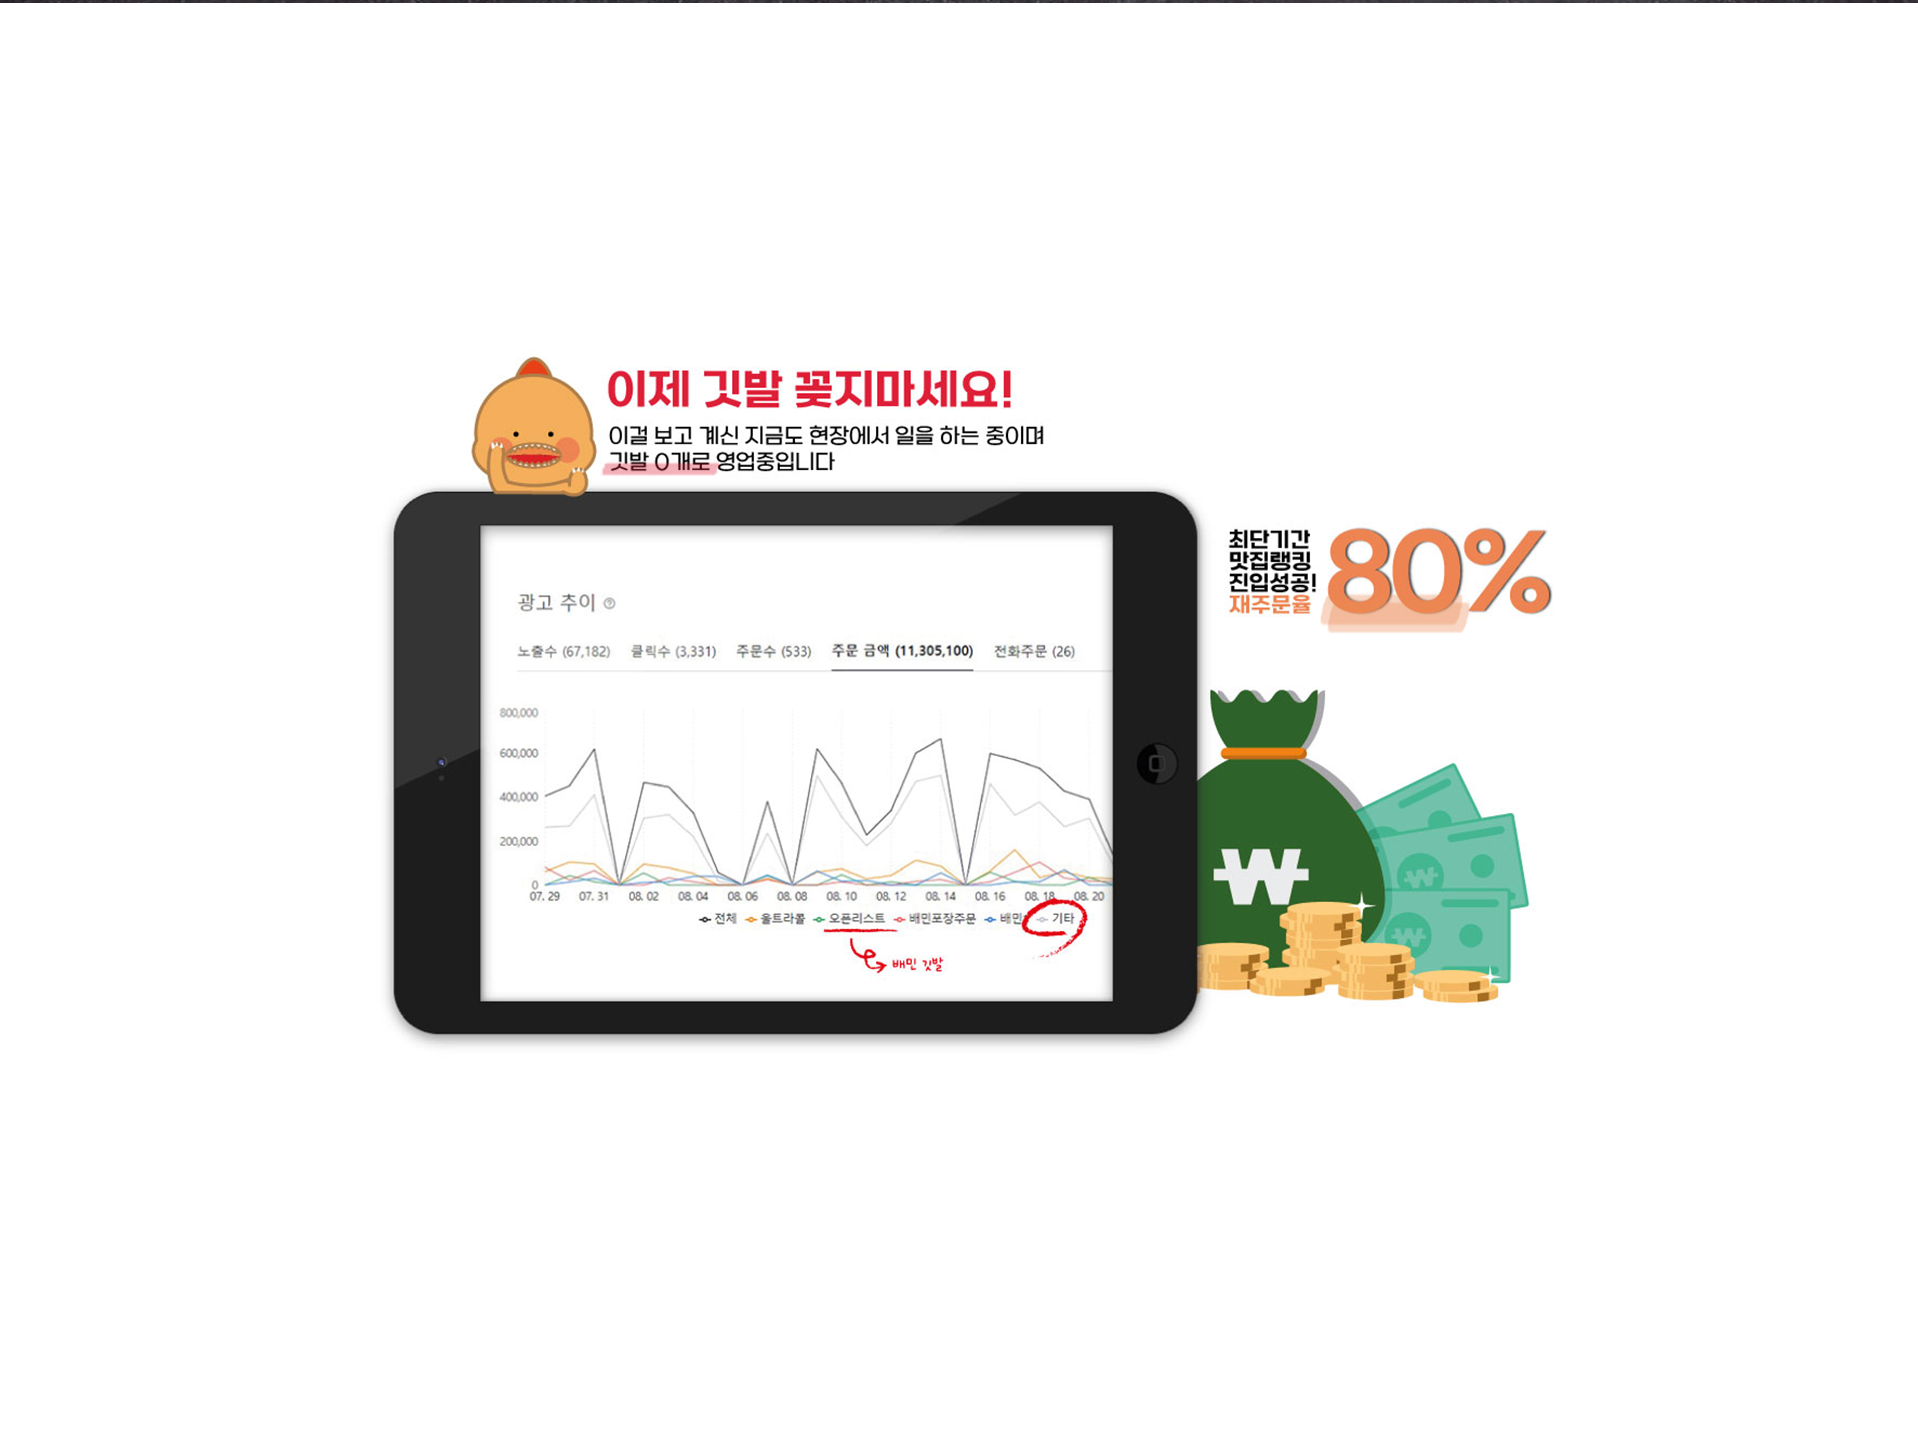 이제 깃발 꽂지마세요!
이걸 보고 계신 지금도 현장에서 일을 하는 중이며
깃발 0개로 영업중입니다
최단기간
맛집랭킹
진입성공!
재주문율
80%
광고 추이 ?
노출수 (67,182) 클릭수 (3,331) 주문수 (533) 주문 금액 (11,305,100) 전화주문 (26)
800,000
600,000
400,000
200,000
0
07. 29 07. 31 08. 02 08. 04 08. 06 08. 08 08. 10 08. 12 08. 14 08. 16 08. 18 08. 20
전체 울트라콜 오픈리스트 배민포장주문 배민 기타
배민 깃발
₩
₩
₩